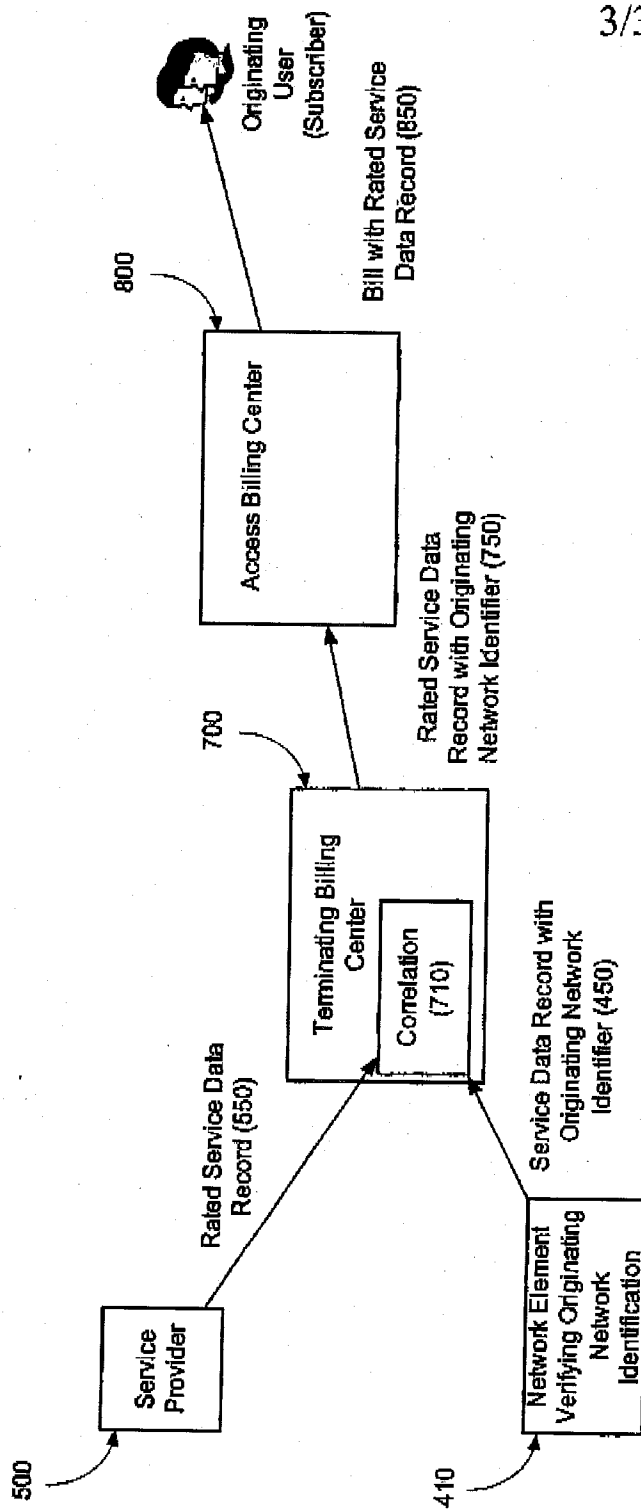 3/3
500
Service
Provider
Rated Service Data
Record (550)
410
Network Element
Verifying Originating
Network
Identification
Service Data Record with
Originating Network
Identifier (450)
700
Terminating Billing
Center
Correlation
(710)
Rated Service Data
Record with Originating
Network Identifier (750)
800
Access Billing Center
Bill with Rated Service
Data Record (850)
Originating
User
(Subscriber)